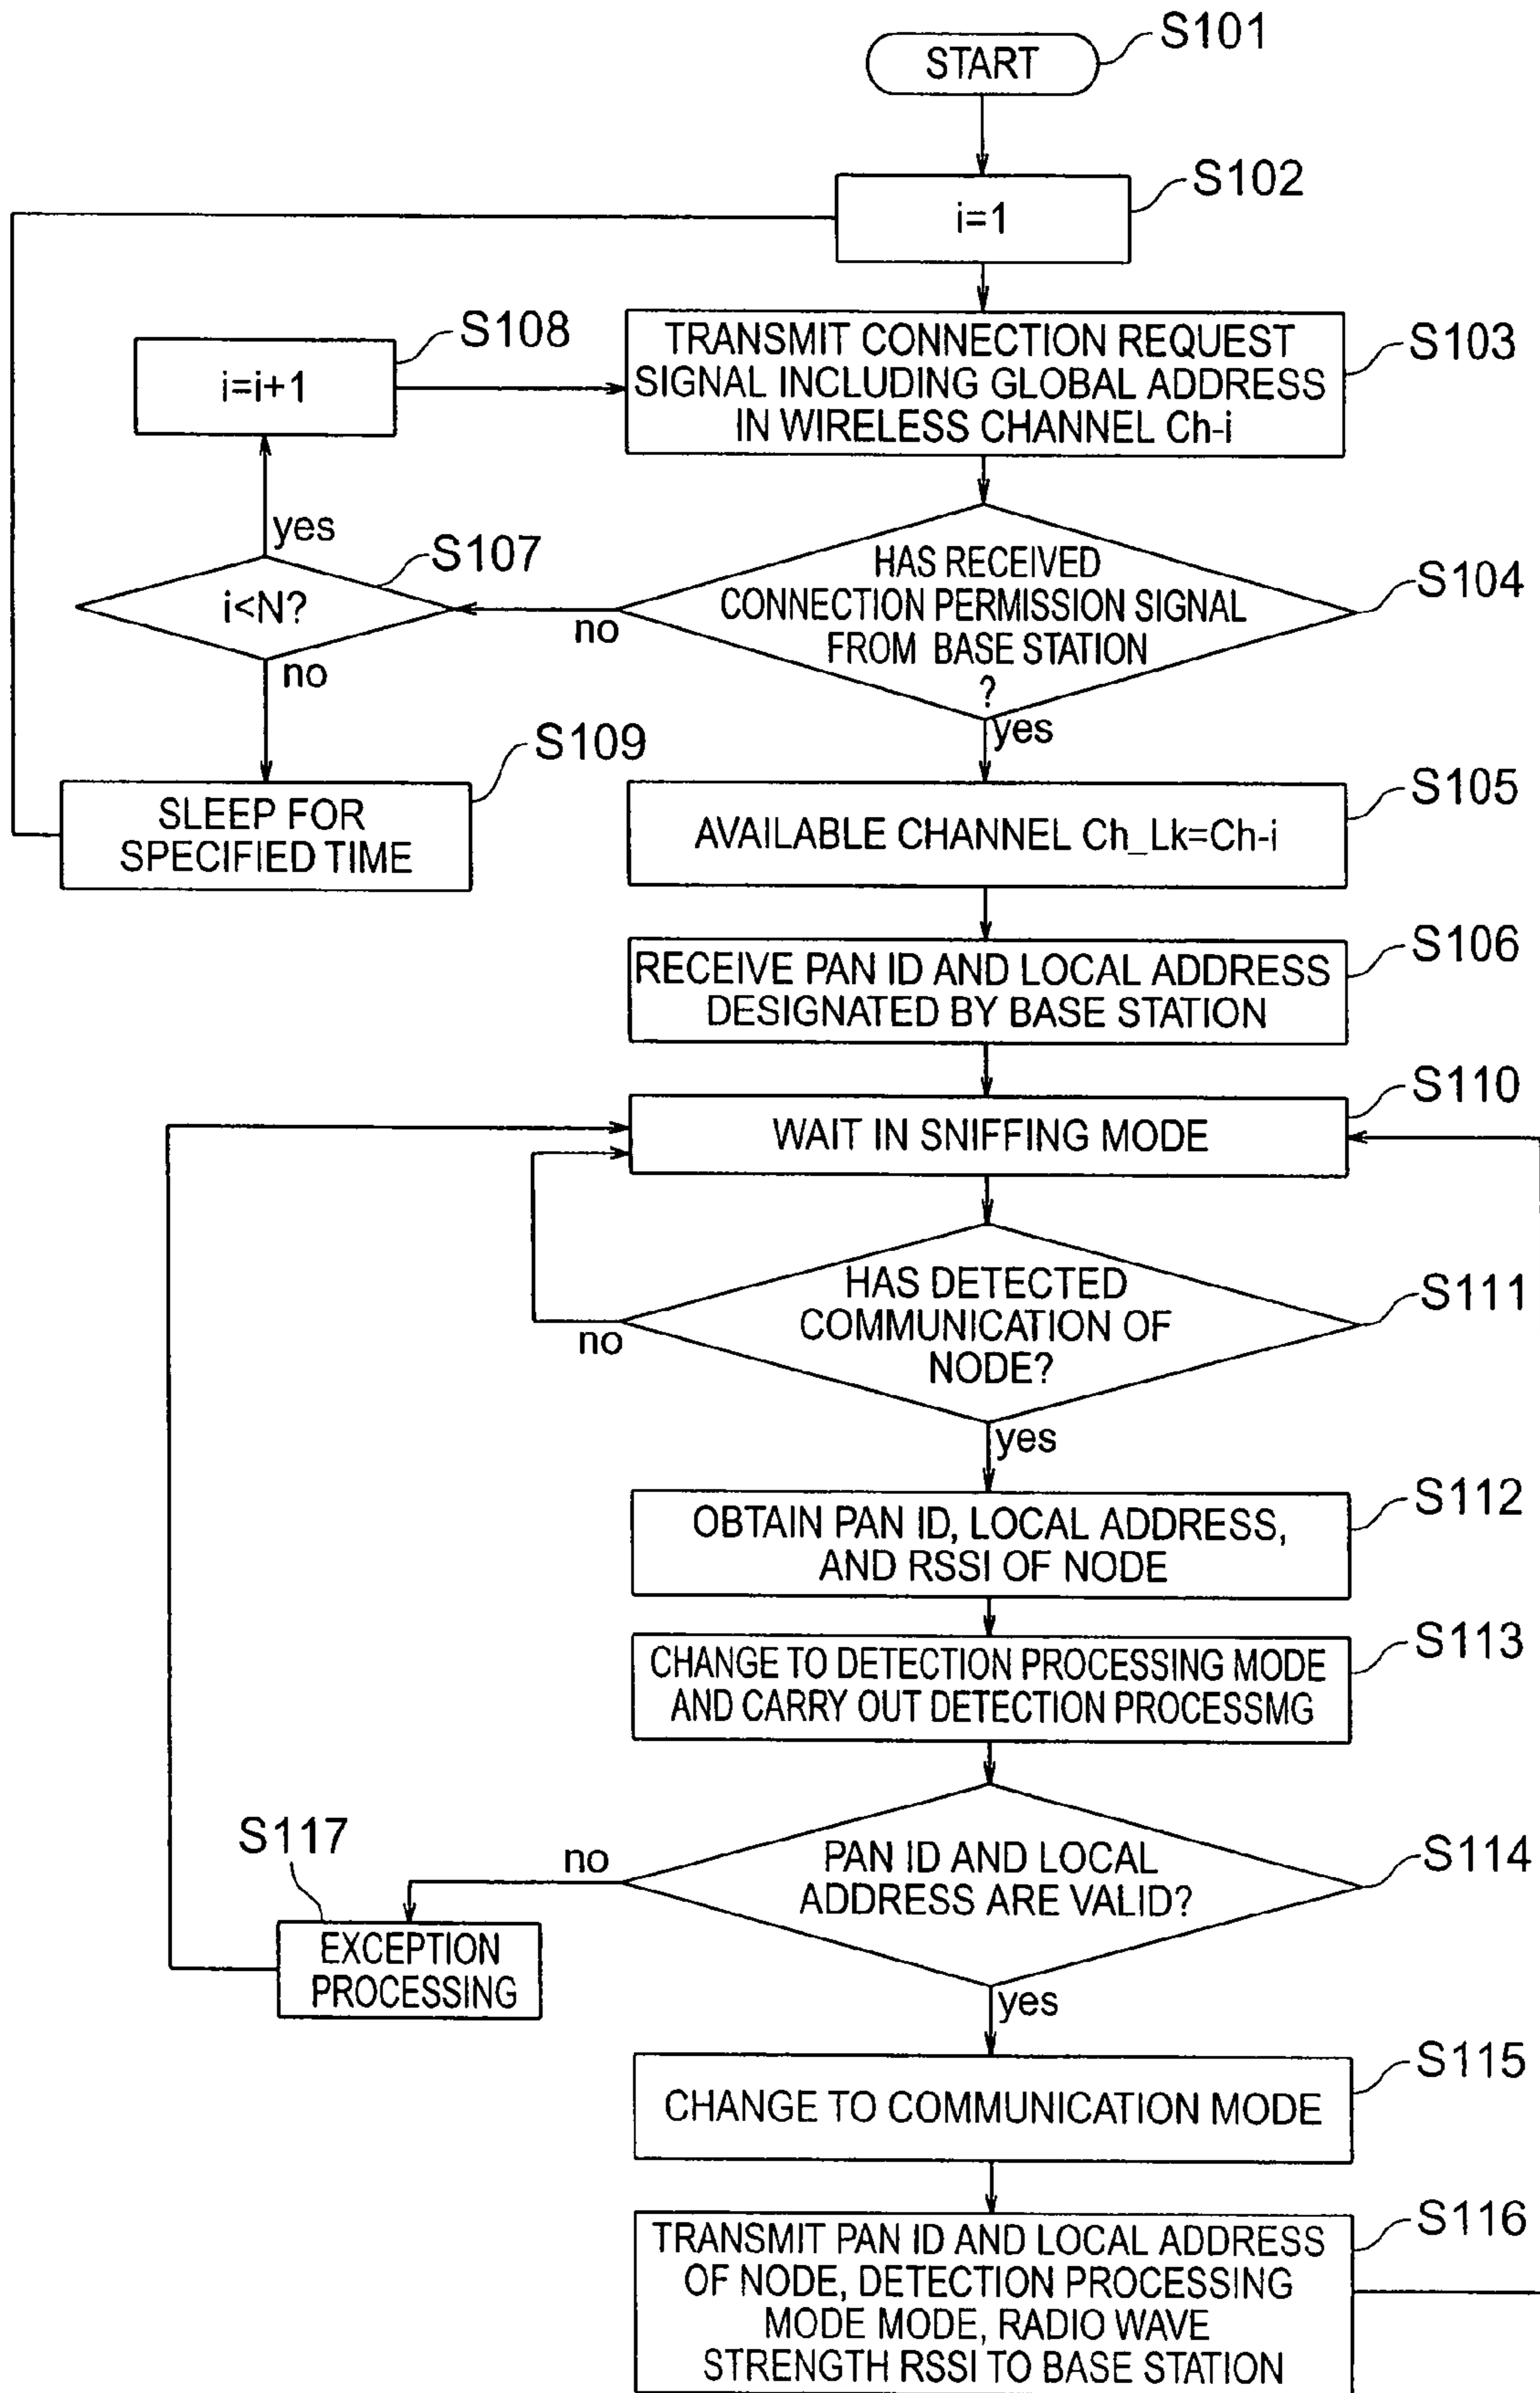 START
S101
i=1
S102
TRANSMIT CONNECTION REQUEST
SIGNAL INCLUDING GLOBAL ADDRESS
IN WIRELESS CHANNEL Ch-i
S103
i=i+1
S108
HAS RECEIVED
CONNECTION PERMISSION SIGNAL
FROM BASE STATION
?
S104
no
yes
i<N?
S107
yes
no
SLEEP FOR
SPECIFIED TIME
S109
AVAILABLE CHANNEL Ch_Lk=Ch-i
S105
RECEIVE PAN ID AND LOCAL ADDRESS
DESIGNATED BY BASE STATION
S106
WAIT IN SNIFFING MODE
S110
HAS DETECTED
COMMUNICATION OF
NODE?
S111
no
yes
OBTAIN PAN ID, LOCAL ADDRESS,
AND RSSI OF NODE
S112
CHANGE TO DETECTION PROCESSING MODE
AND CARRY OUT DETECTION PROCESSMG
S113
PAN ID AND LOCAL
ADDRESS ARE VALID?
S114
no
yes
S117
EXCEPTION
PROCESSING
CHANGE TO COMMUNICATION MODE
S115
TRANSMIT PAN ID AND LOCAL ADDRESS
OF NODE, DETECTION PROCESSING
MODE MODE, RADIO WAVE
STRENGTH RSSI TO BASE STATION
S116